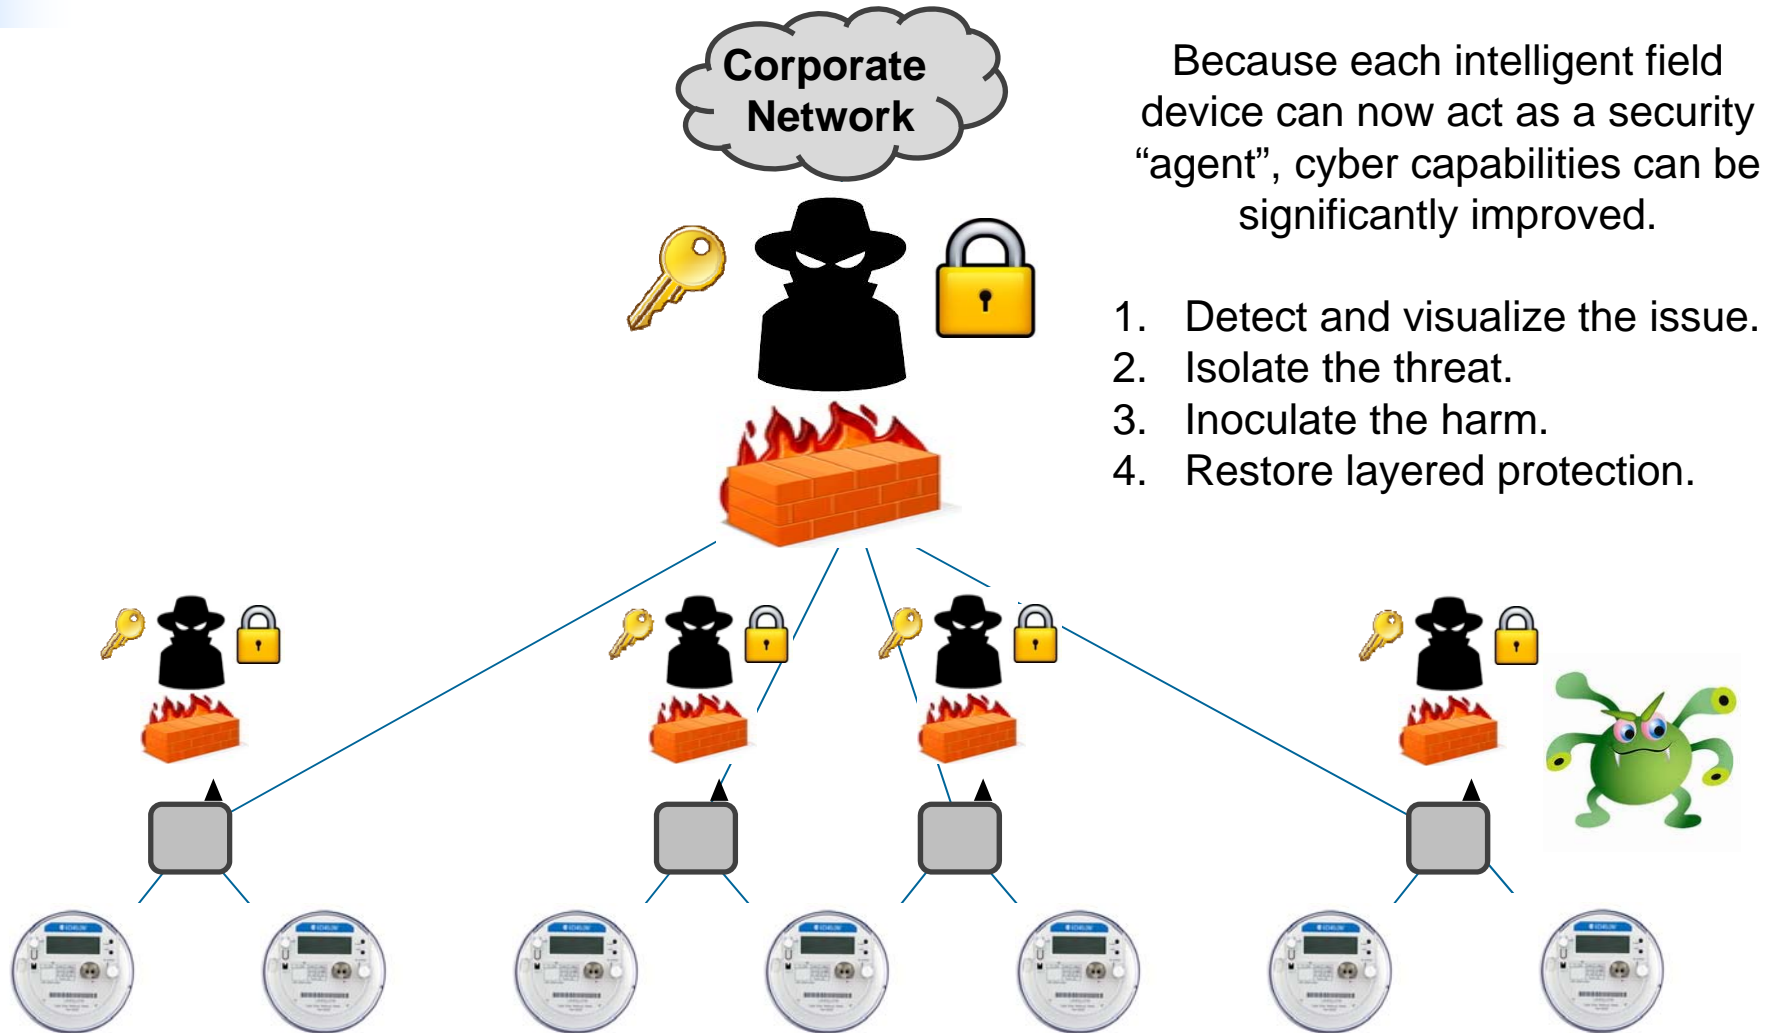 Corporate
Network
Because each intelligent field
device can now act as a security
“agent”, cyber capabilities can be
significantly improved.
1. Detect and visualize the issue.
2. Isolate the threat.
3. Inoculate the harm.
4. Restore layered protection.